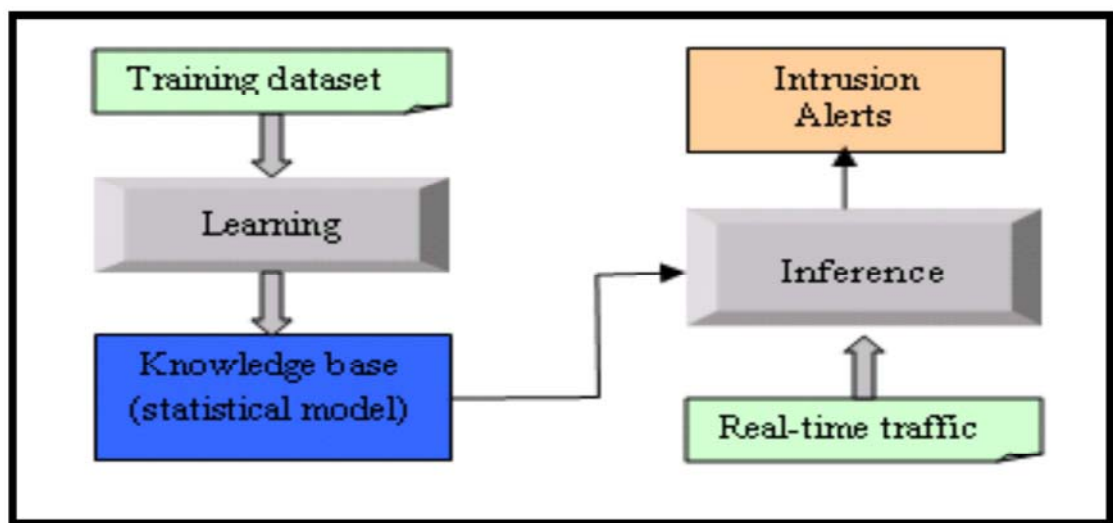 Training dataset
Learning
Knowledge base
(statistical model)
Intrusion
Alerts
Inference
Real-time traffic